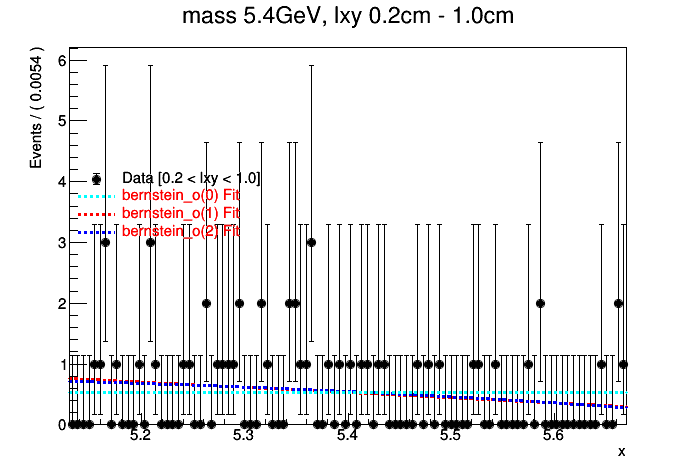 mass 5.4GeV, lxy 0.2cm - 1.0cm
Events / ( 0.0054 )
6
5
4
3
2
1
0
Data [0.2 < lxy < 1.0]
bernstein_o(0) Fit
bernstein_o(1) Fit
bernstein_o(2) Fit
5.2 5.3 5.4 5.5 5.6
x